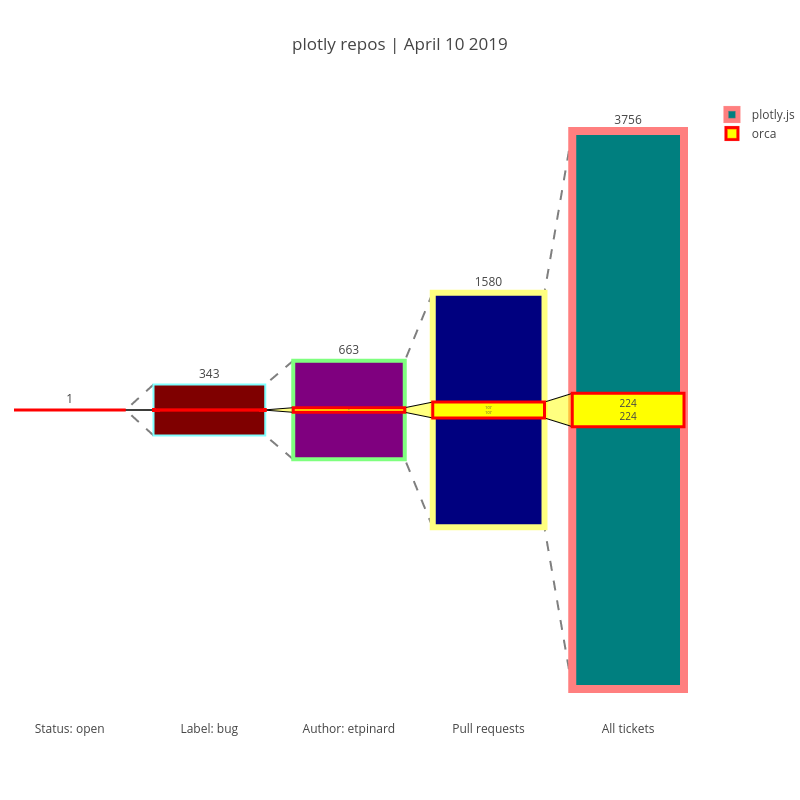 plotly repos | April 10 2019
plotly.js
orca
3756
1580
663
343
1
224
224
Status: open
Label: bug
Author: etpinard
Pull requests
All tickets